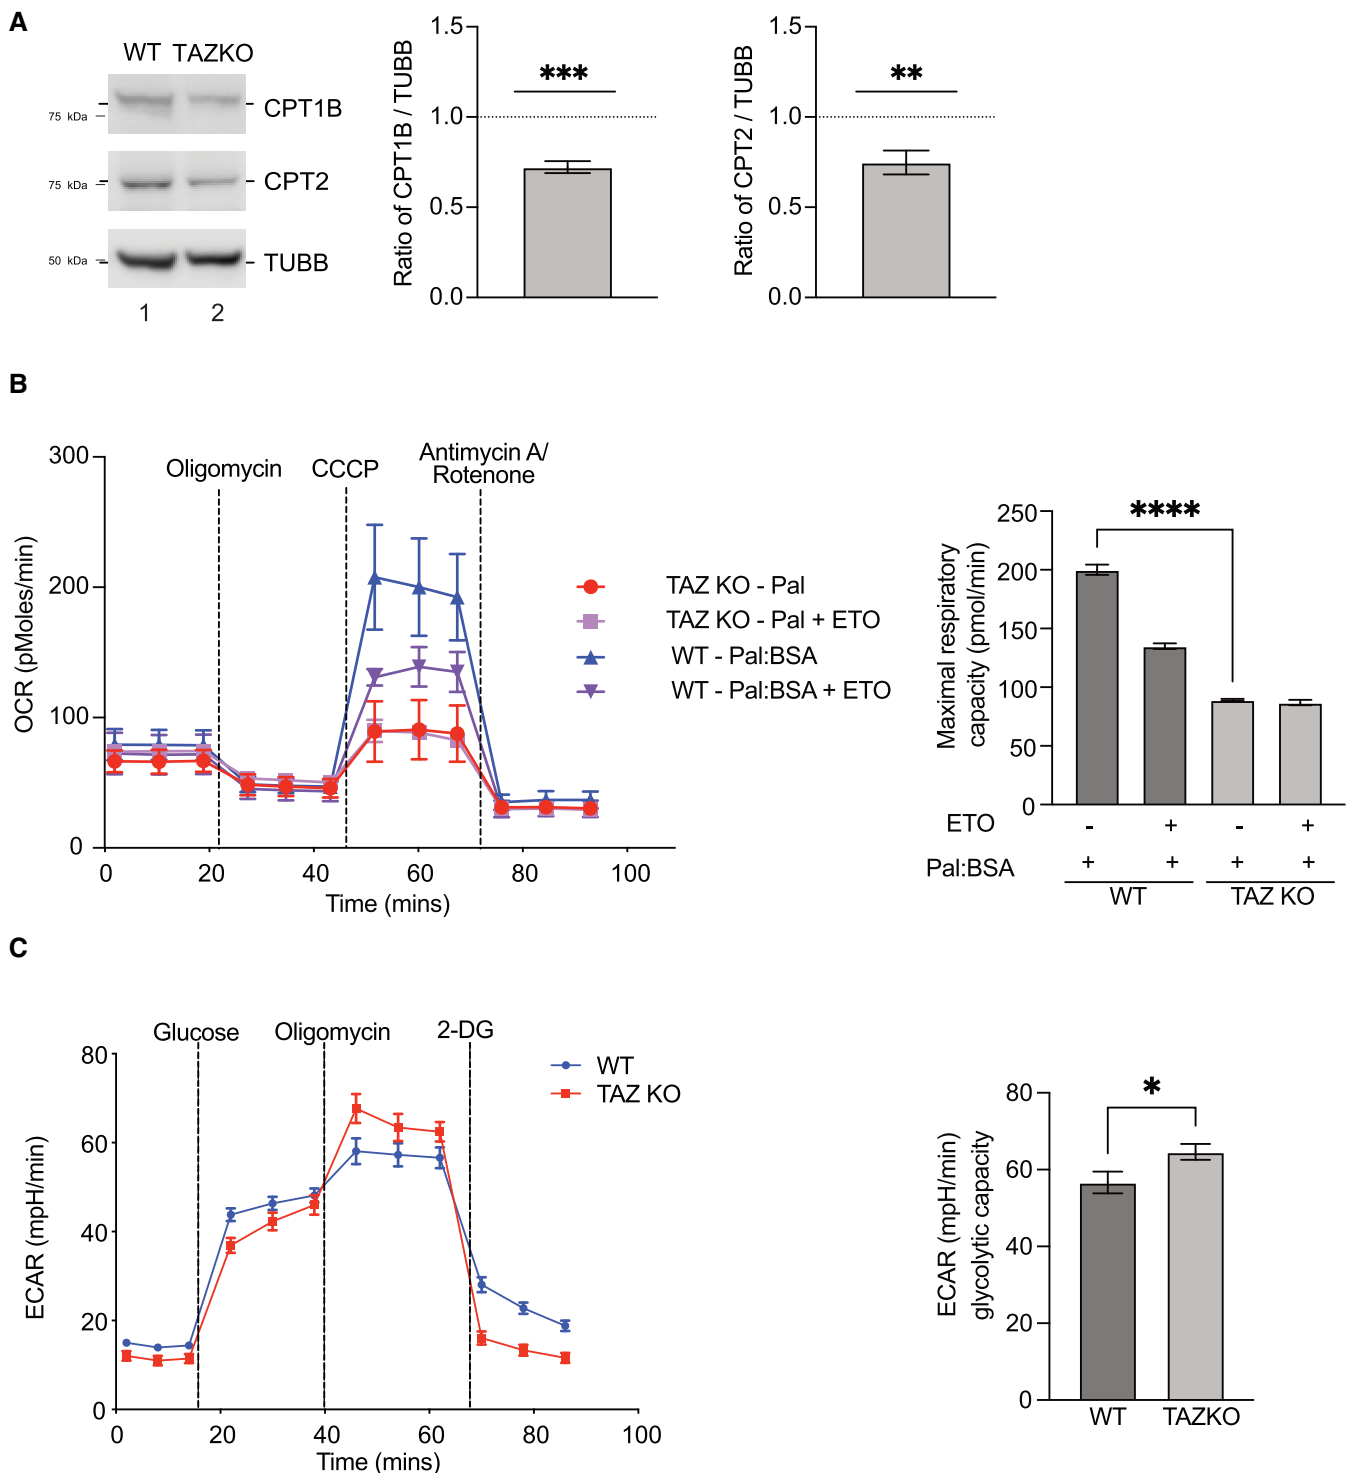 A
WT TAZKO
75 kDa
CPT1B
75 kDa
CPT2
50 kDa
TUBB
1 2
Ratio of CPT1B / TUBB
1.5
1.0
0.5
0.0
***
Ratio of CPT2 / TUBB
1.5
1.0
0.5
0.0
**
B
OCR (pMoles/min)
300
200
100
0
Oligomycin
CCCP
Antimycin A/
Rotenone
0 20 40 60 80 100
Time (mins)
TAZ KO - Pal
TAZ KO - Pal + ETO
WT - Pal:BSA
WT - Pal:BSA + ETO
Maximal respiratory
capacity (pmol/min)
250
200
150
100
50
0
****
ETO - + - +
Pal:BSA + + + +
WT TAZ KO
C
ECAR (mpH/min)
80
60
40
20
0
Glucose
Oligomycin
2-DG
0 20 40 60 80 100
Time (mins)
WT
TAZ KO
ECAR (mpH/min)
glycolytic capacity
80
60
40
20
0
*
WT TAZKO